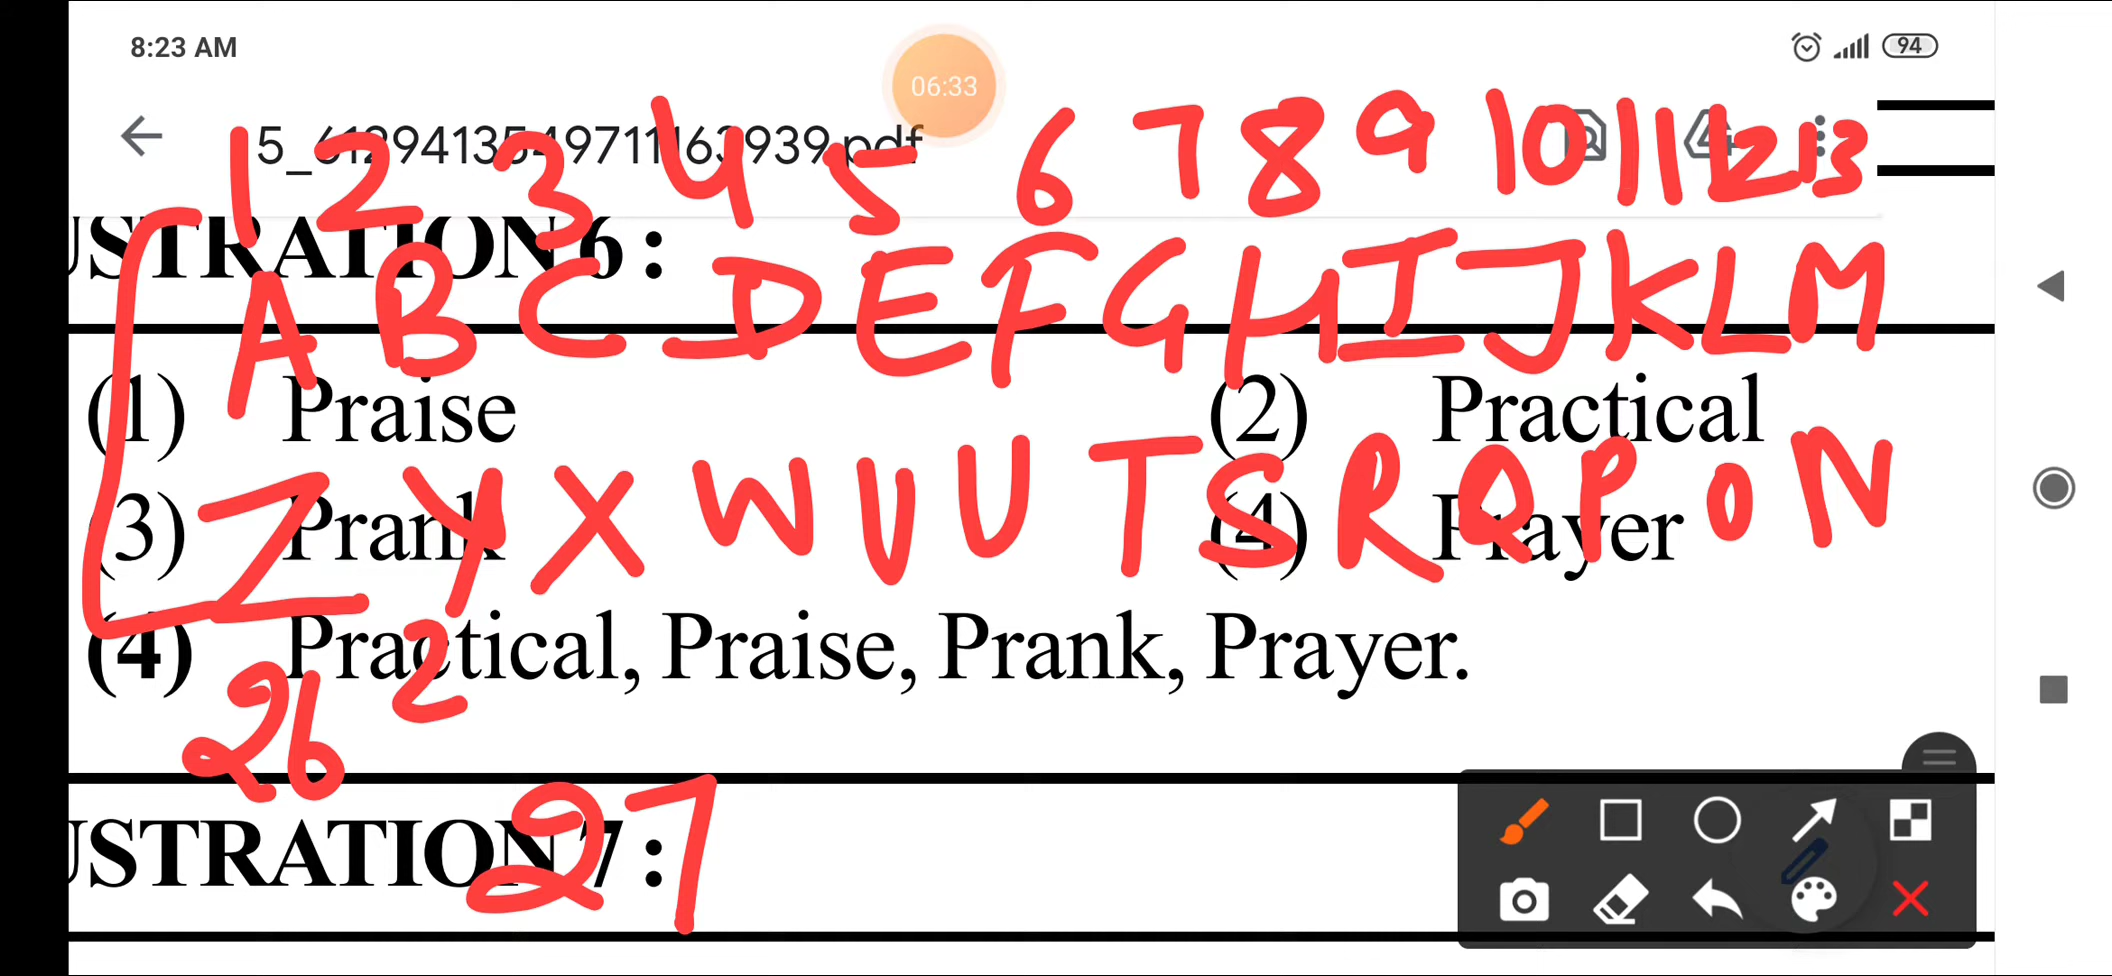 8:23 AM 06:33 94
5_6129413549711163939.pdf
1 2 3 4 5 6 7 8 9 10 11 12 13
USTRATION 6 :
A B C D E F G H I J K L M
(1) Praise (2) Practical
Z Y X W V U T S R Q P O N
(3) Prank (4) Prayer
(4) Practical, Praise, Prank, Prayer.
26 2
USTRATION 7 :
27